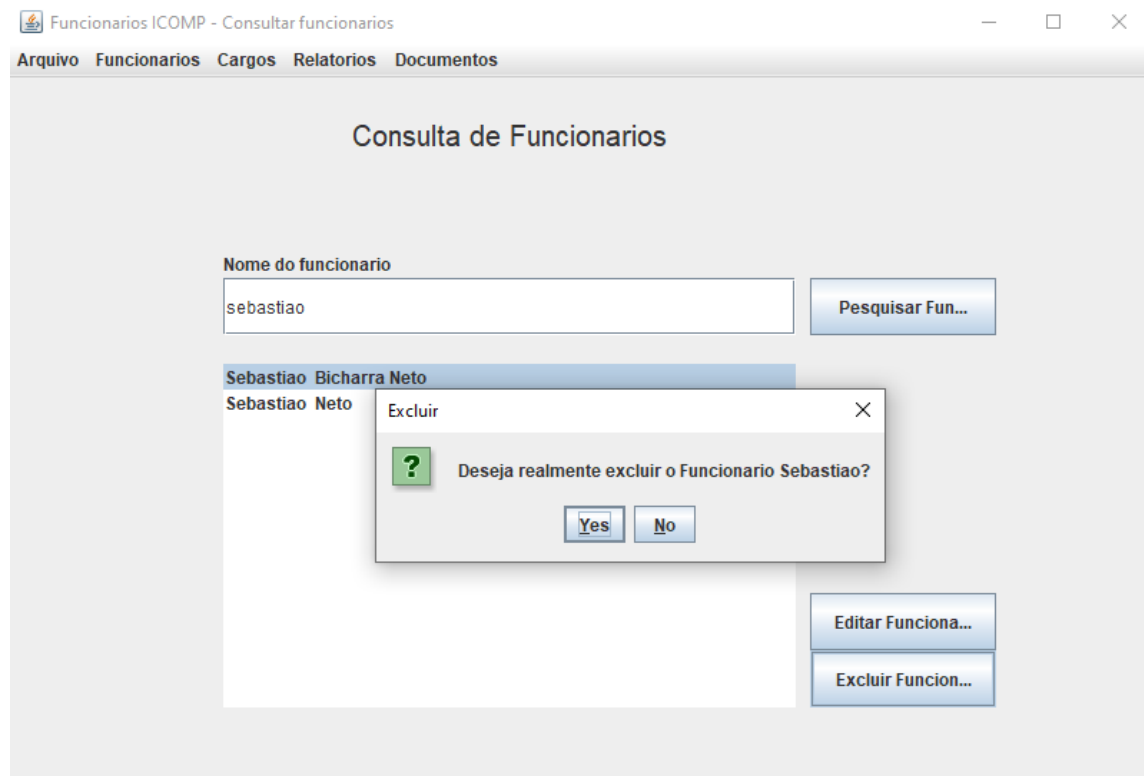 Funcionarios ICOMP - Consultar funcionarios
Arquivo Funcionarios Cargos Relatorios Documentos
Consulta de Funcionarios
Nome do funcionario
sebastiao
Pesquisar Fun...
Sebastiao Bicharra Neto
Sebastiao Neto
Excluir
?
Deseja realmente excluir o Funcionario Sebastiao?
Yes No
Editar Funciona...
Excluir Funcion...